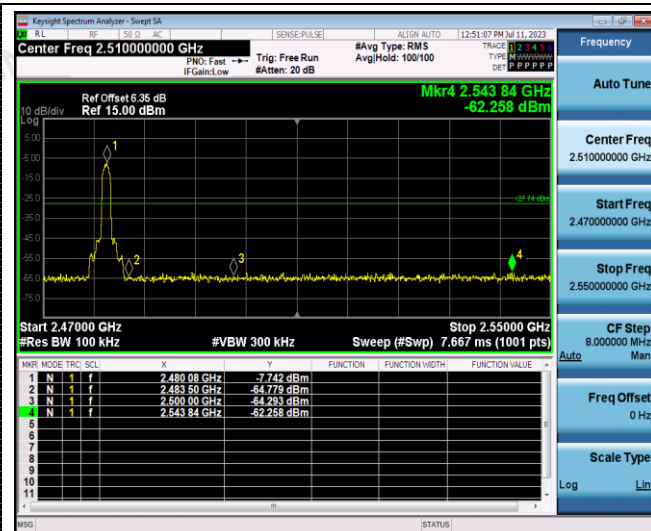 Keysight Spectrum Analyzer - Swept SA
RL RF 50 Ω AC SENSE:PULSE ALIGN AUTO 12:51:07 PM Jul 11, 2023
Center Freq 2.510000000 GHz
PNO: Fast
IFGain:Low
Trig: Free Run
#Atten: 20 dB
#Avg Type: RMS
Avg|Hold: 100/100
TRACE 1 2 3 4 5 6
TYPE M W W W W W
DET P P P P P P
Ref Offset 6.35 dB
Ref 15.00 dBm
Mkr4 2.543 84 GHz
-62.258 dBm
10 dB/div
Log
5.00
-5.00
-15.0
-25.0
-35.0
-45.0
-55.0
-65.0
-75.0
1
2
3
4
-27.74 dBm
Start 2.47000 GHz
#Res BW 100 kHz
#VBW 300 kHz
Stop 2.55000 GHz
Sweep (#Swp) 7.667 ms (1001 pts)
MKR MODE TRC SCL X Y FUNCTION FUNCTION WIDTH FUNCTION VALUE
1 N 1 f 2.480 08 GHz -7.742 dBm
2 N 1 f 2.483 50 GHz -64.779 dBm
3 N 1 f 2.500 00 GHz -64.293 dBm
4 N 1 f 2.543 84 GHz -62.258 dBm
5
6
7
8
9
10
11
MSG STATUS
Frequency
Auto Tune
Center Freq
2.510000000 GHz
Start Freq
2.470000000 GHz
Stop Freq
2.550000000 GHz
CF Step
8.000000 MHz
Auto Man
Freq Offset
0 Hz
Scale Type
Log Lin